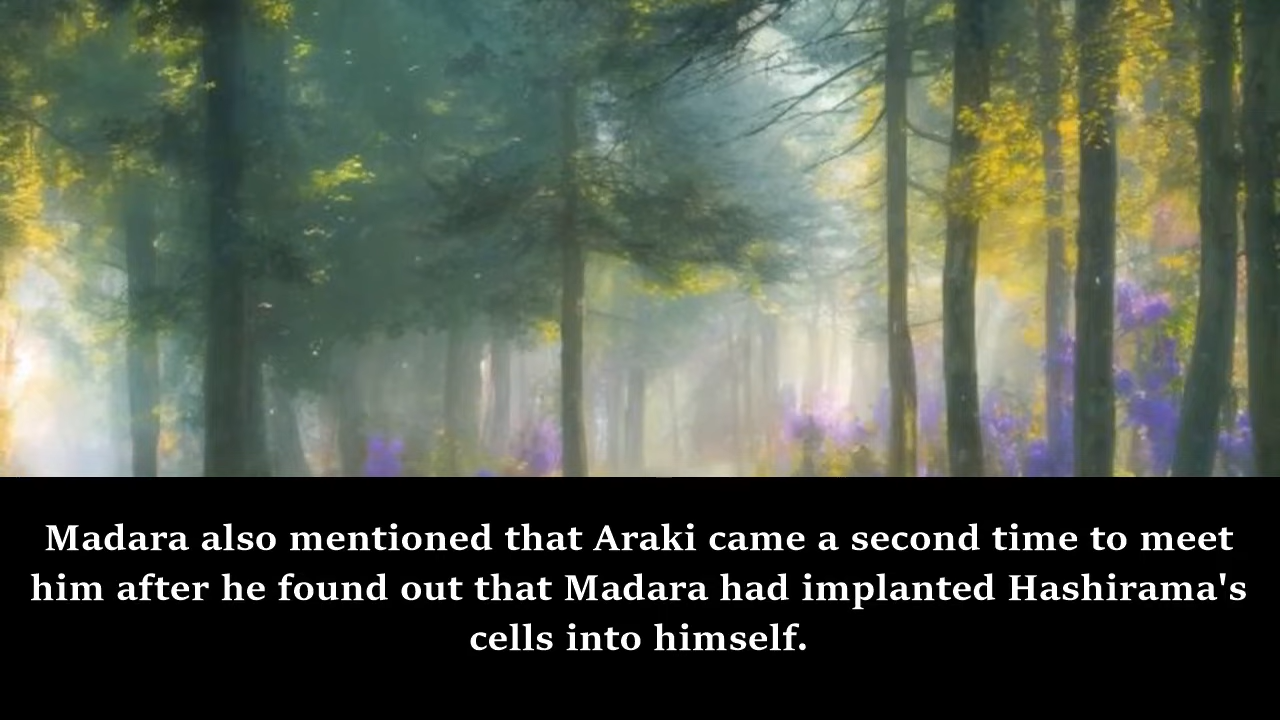 Madara also mentioned that Araki came a second time to meet
him after he found out that Madara had implanted Hashirama's
cells into himself.